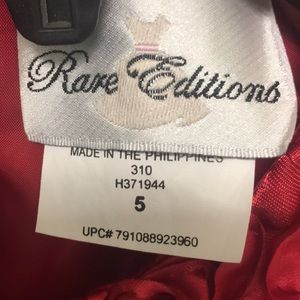 L
Rare Editions
MADE IN THE PHILIPPINES
310
H371944
5
UPC# 791088923960